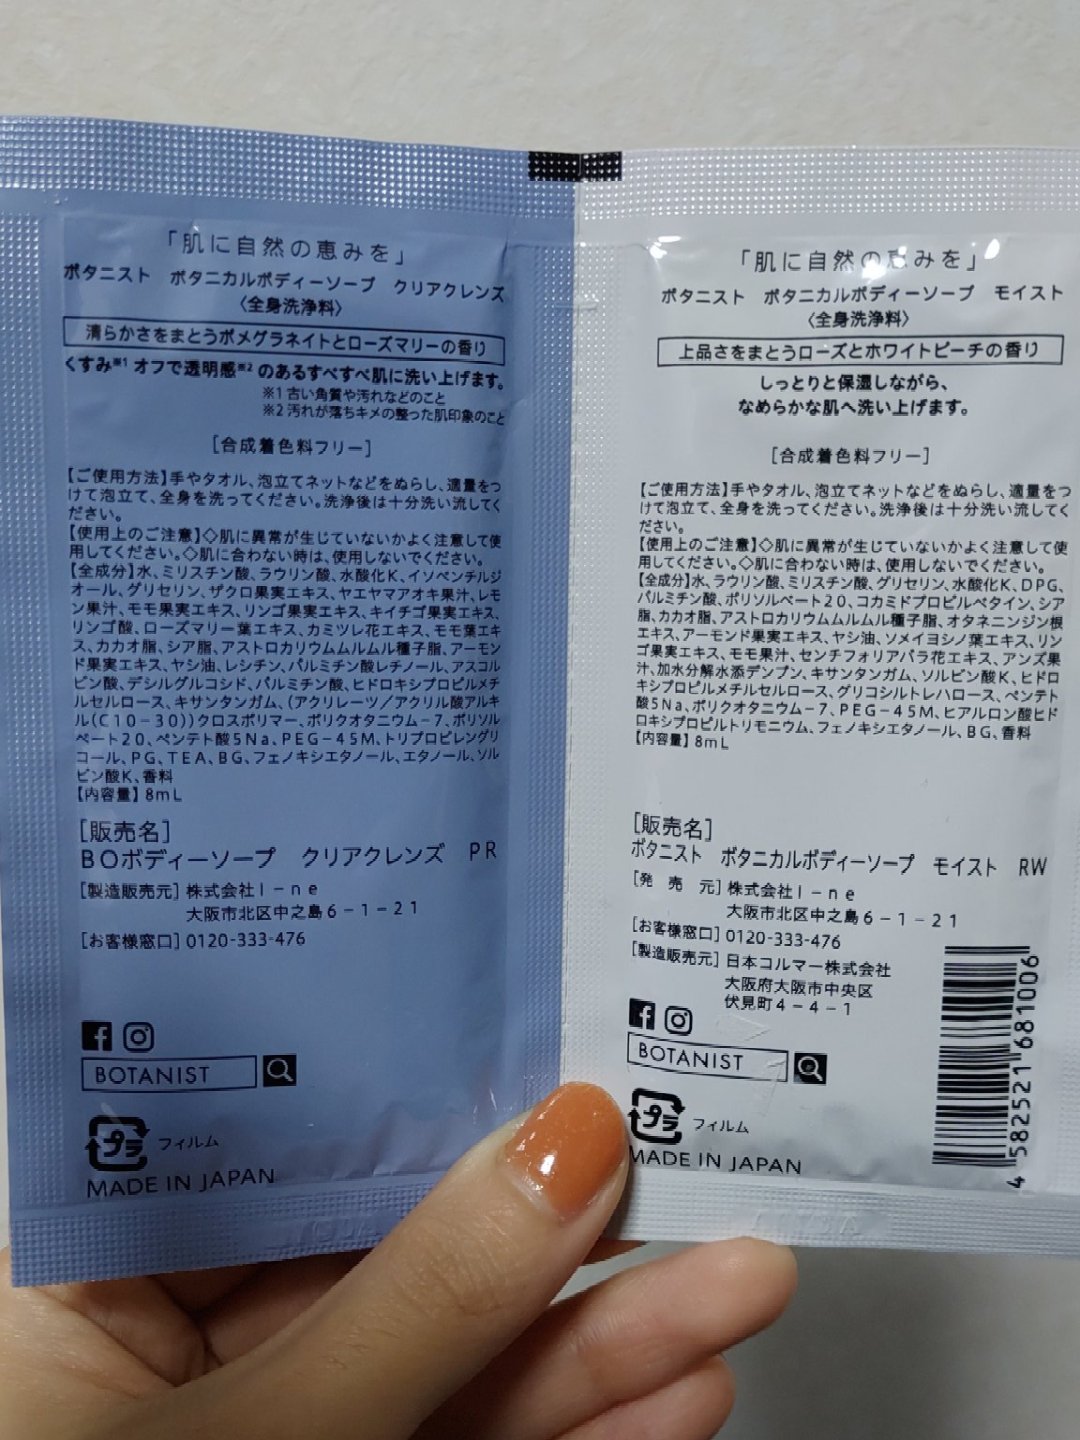 「肌に自然の恵みを」
ボタニスト ボタニカルボディーソープ クリアクレンズ
〈全身洗浄料〉
清らかさをまとうポメグラネイトとローズマリーの香り
くすみ※1 オフで透明感※2 のあるすべすべ肌に洗い上げます。
※1 古い角質や汚れなどのこと
※2 汚れが落ちキメの整った肌印象のこと
[合成着色料フリー]
【ご使用方法】手やタオル、泡立てネットなどをぬらし、適量をつ
けて泡立て、全身を洗ってください。洗浄後は十分洗い流してく
ださい。
【使用上のご注意】◇肌に異常が生じていないかよく注意して使
用してください。◇肌に合わない時は、使用しないでください。
【全成分】水、ミリスチン酸、ラウリン酸、水酸化K、イソペンチルジ
オール、グリセリン、ザクロ果実エキス、ヤエヤマアオキ果汁、レモ
ン果汁、モモ果実エキス、リンゴ果実エキス、キイチゴ果実エキス、
リンゴ酸、ローズマリー葉エキス、カミツレ花エキス、モモ葉エキ
ス、カカオ脂、シア脂、アストロカリウムムルムル種子脂、アーモン
ド果実エキス、ヤシ油、レシチン、パルミチン酸レチノール、アスコル
ビン酸、デシルグルコシド、パルミチン酸、ヒドロキシプロピルメチ
ルセルロース、キサンタンガム、(アクリレーツ/アクリル酸アルキ
ル(C10-30))クロスポリマー、ポリクオタニウム-7、ポリソル
ベート20、ペンテト酸5Na、PEG-45M、トリプロピレングリ
コール、PG、TEA、BG、フェノキシエタノール、エタノール、ソル
ビン酸K、香料
【内容量】8mL
[販売名]
BOボディーソープ クリアクレンズ PR
[製造販売元] 株式会社I-ne
大阪市北区中之島6-1-21
[お客様窓口] 0120-333-476
BOTANIST
プラ フィルム
MADE IN JAPAN
「肌に自然の恵みを」
ボタニスト ボタニカルボディーソープ モイスト
〈全身洗浄料〉
上品さをまとうローズとホワイトピーチの香り
しっとりと保湿しながら、
なめらかな肌へ洗い上げます。
[合成着色料フリー]
【ご使用方法】手やタオル、泡立てネットなどをぬらし、適量をつ
けて泡立て、全身を洗ってください。洗浄後は十分洗い流してく
ださい。
【使用上のご注意】◇肌に異常が生じていないかよく注意して使
用してください。◇肌に合わない時は、使用しないでください。
【全成分】水、ラウリン酸、ミリスチン酸、グリセリン、水酸化K、DPG、
パルミチン酸、ポリソルベート20、コカミドプロピルベタイン、シア
脂、カカオ脂、アストロカリウムムルムル種子脂、オタネニンジン根
エキス、アーモンド果実エキス、ヤシ油、ソメイヨシノ葉エキス、リン
ゴ果実エキス、モモ果汁、センチフォリアバラ花エキス、アンズ果
汁、加水分解水添デンプン、キサンタンガム、ソルビン酸K、ヒドロ
キシプロピルメチルセルロース、グリコシルトレハロース、ペンテト
酸5Na、ポリクオタニウム-7、PEG-45M、ヒアルロン酸ヒド
ロキシプロピルトリモニウム、フェノキシエタノール、BG、香料
【内容量】8mL
[販売名]
ボタニスト ボタニカルボディーソープ モイスト RW
[発売元] 株式会社I-ne
大阪市北区中之島6-1-21
[お客様窓口] 0120-333-476
[製造販売元] 日本コルマー株式会社
大阪府大阪市中央区
伏見町4-4-1
BOTANIST
プラ フィルム
MADE IN JAPAN
4 582521 681006